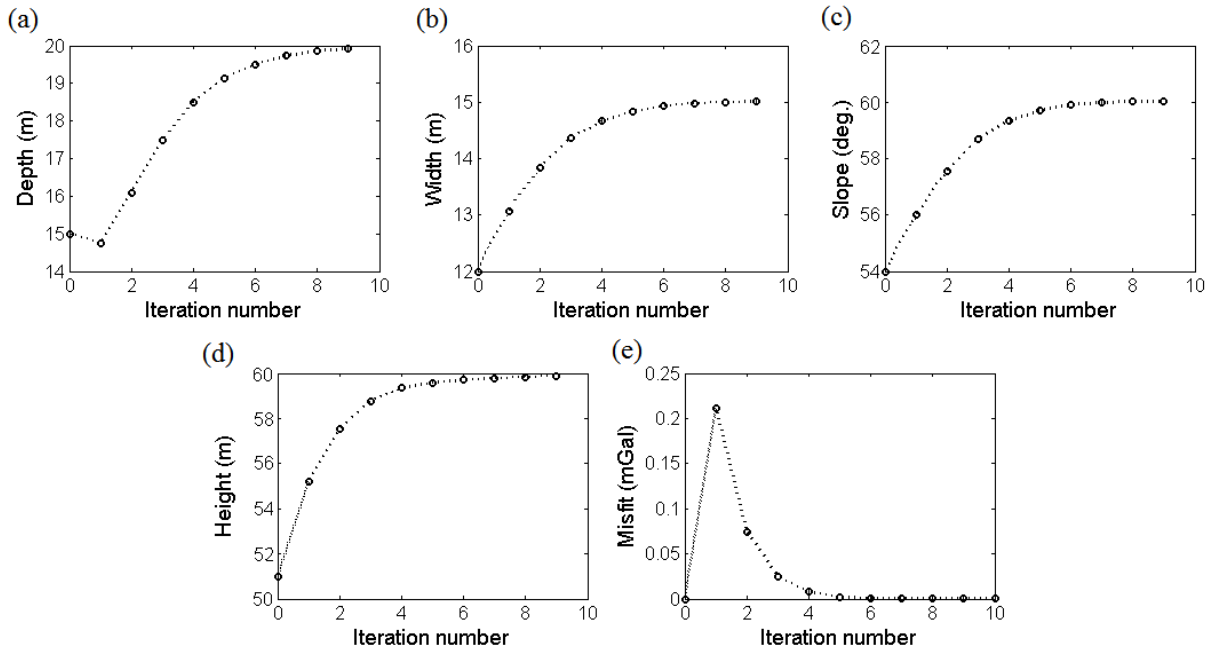 (a)
20
19
18
17
16
15
14
Depth (m)
0 2 4 6 8 10
Iteration number
(b)
16
15
14
13
12
Width (m)
0 2 4 6 8 10
Iteration number
(c)
62
60
58
56
54
Slope (deg.)
0 2 4 6 8 10
Iteration number
(d)
60
58
56
54
52
50
Height (m)
0 2 4 6 8 10
Iteration number
(e)
0.25
0.2
0.15
0.1
0.05
0
Misfit (mGal)
0 2 4 6 8 10
Iteration number